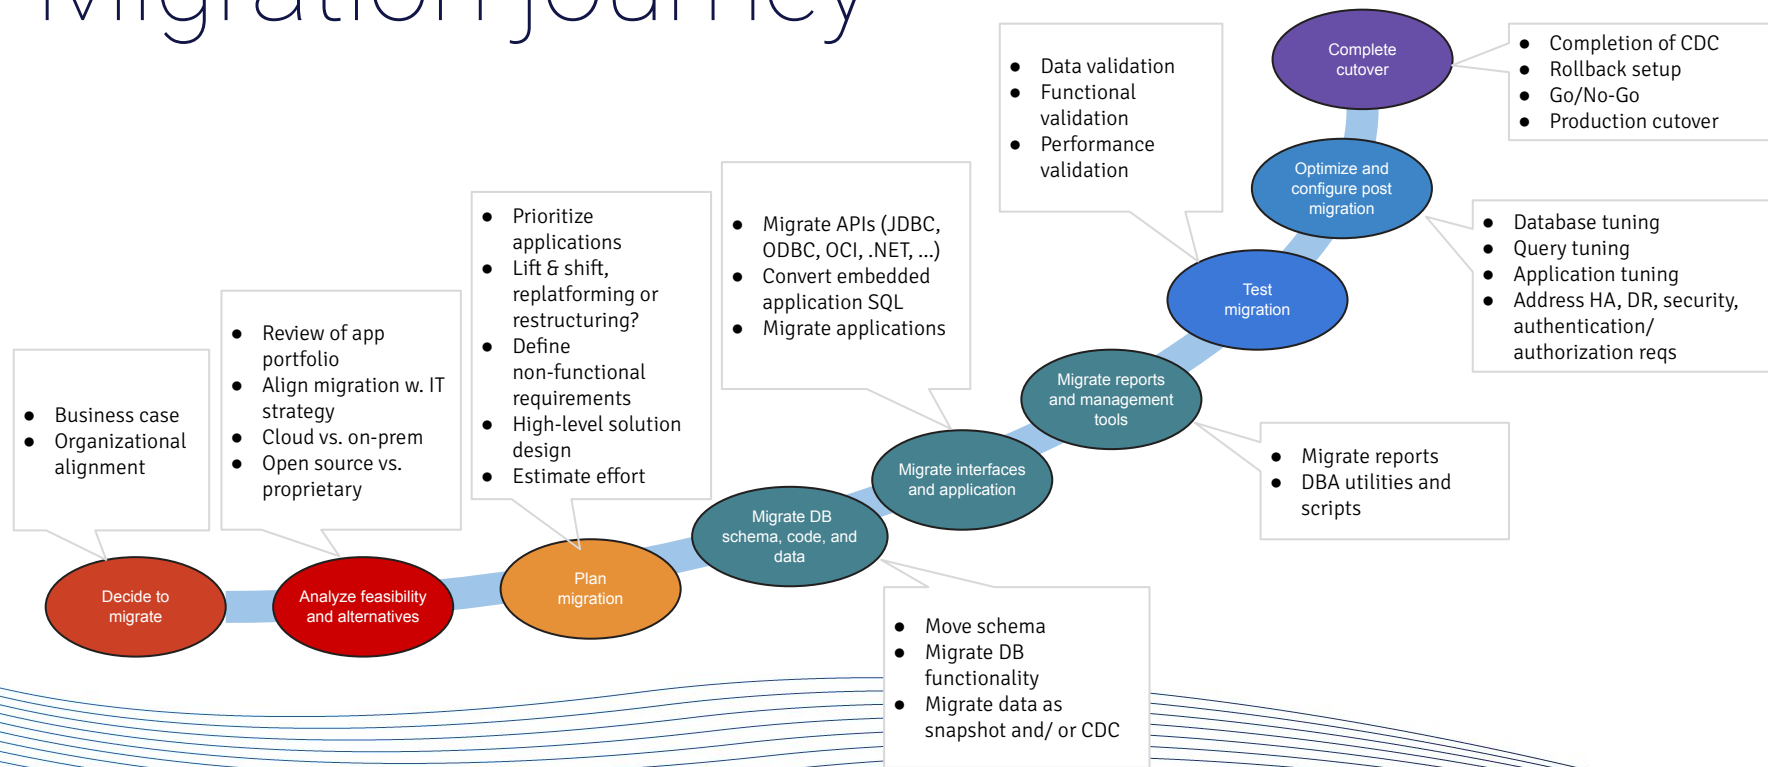 Migration journey
● Business case
● Organizational
alignment
Decide to
migrate
● Review of app
portfolio
● Align migration w. IT
strategy
● Cloud vs. on-prem
● Open source vs.
proprietary
Analyze feasibility
and alternatives
● Prioritize
applications
● Lift & shift,
replatforming or
restructuring?
● Define
non-functional
requirements
● High-level solution
design
● Estimate effort
Plan
migration
Migrate DB
schema, code, and
data
● Move schema
● Migrate DB
functionality
● Migrate data as
snapshot and/ or CDC
● Migrate APIs (JDBC,
ODBC, OCI, .NET, ...)
● Convert embedded
application SQL
● Migrate applications
Migrate interfaces
and application
Migrate reports
and management
tools
● Migrate reports
● DBA utilities and
scripts
● Data validation
● Functional
validation
● Performance
validation
Test
migration
Optimize and
configure post
migration
● Database tuning
● Query tuning
● Application tuning
● Address HA, DR, security,
authentication/
authorization reqs
Complete
cutover
● Completion of CDC
● Rollback setup
● Go/No-Go
● Production cutover